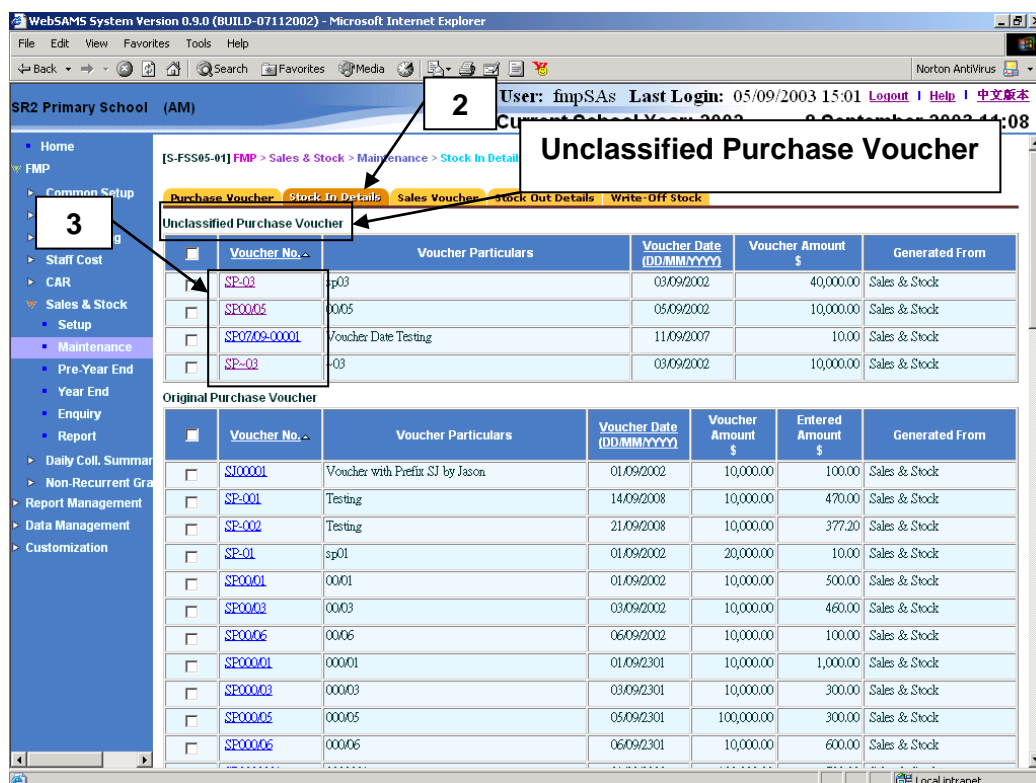 WebSAMS System Version 0.9.0 (BUILD-07112002) - Microsoft Internet Explorer
File Edit View Favorites Tools Help
Back Search Favorites Media Norton AntiVirus
SR2 Primary School (AM)
User: fmpSAs Last Login: 05/09/2003 15:01 Logout | Help | 中文版本
Current School Year: 2002
2
Unclassified Purchase Voucher
3
Home
FMP
Common Setup
Staff Cost
CAR
Sales & Stock
Setup
Maintenance
Pre-Year End
Year End
Enquiry
Report
Daily Coll. Summar
Non-Recurrent Gra
Report Management
Data Management
Customization
[S-FSS05-01] FMP > Sales & Stock > Maintenance > Stock In Detail
Purchase Voucher Stock In Details Sales Voucher Stock Out Details Write-Off Stock
Unclassified Purchase Voucher
Voucher No. Voucher Particulars Voucher Date (DD/MM/YYYY) Voucher Amount $ Generated From
SP-03 sp03 03/09/2002 40,000.00 Sales & Stock
SP00/05 00/05 05/09/2002 10,000.00 Sales & Stock
SP07/09-00001 Voucher Date Testing 11/09/2007 10.00 Sales & Stock
SP~03 ~03 03/09/2002 10,000.00 Sales & Stock
Original Purchase Voucher
Voucher No. Voucher Particulars Voucher Date (DD/MM/YYYY) Voucher Amount $ Entered Amount $ Generated From
SJ00001 Voucher with Prefix SJ by Jason 01/09/2002 10,000.00 100.00 Sales & Stock
SP-001 Testing 14/09/2008 10,000.00 470.00 Sales & Stock
SP-002 Testing 21/09/2008 10,000.00 377.20 Sales & Stock
SP-01 sp01 01/09/2002 20,000.00 10.00 Sales & Stock
SP00/01 00/01 01/09/2002 10,000.00 500.00 Sales & Stock
SP00/03 00/03 03/09/2002 10,000.00 460.00 Sales & Stock
SP00/06 00/06 06/09/2002 10,000.00 100.00 Sales & Stock
SP000/01 000/01 01/09/2301 10,000.00 1,000.00 Sales & Stock
SP000/03 000/03 03/09/2301 10,000.00 300.00 Sales & Stock
SP000/05 000/05 05/09/2301 100,000.00 300.00 Sales & Stock
SP000/06 000/06 06/09/2301 10,000.00 600.00 Sales & Stock
Local intranet